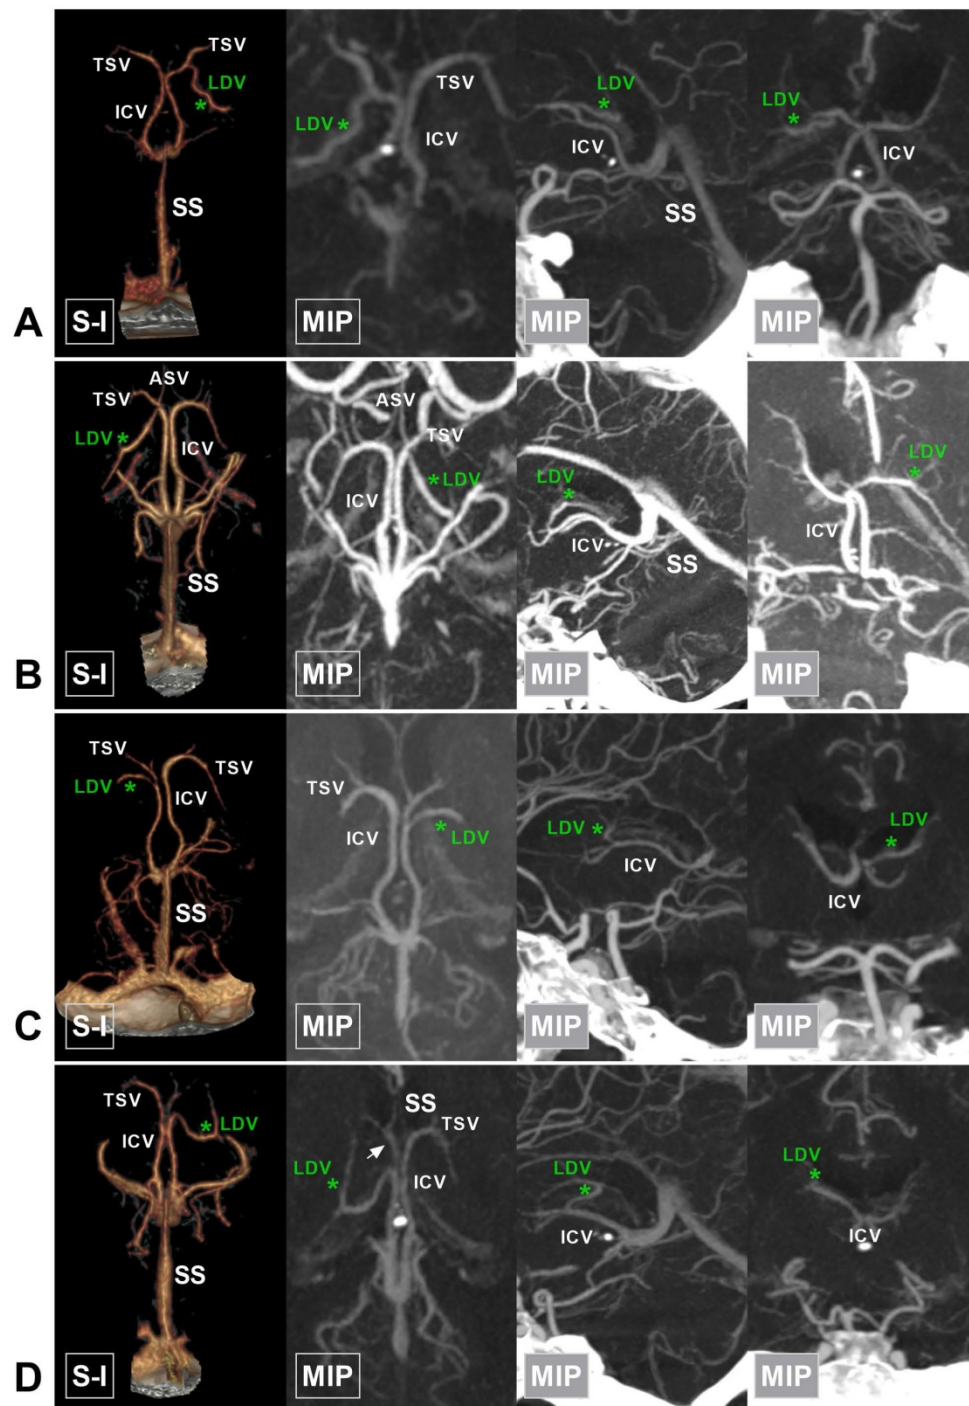 TSV
TSV
LDV
*
ICV
SS
S-I
A
LDV *
TSV
ICV
MIP
LDV
*
ICV
SS
MIP
LDV
*
ICV
MIP
ASV
TSV
LDV *
ICV
SS
S-I
B
ASV
TSV
ICV
* LDV
MIP
LDV
*
ICV
SS
MIP
LDV
*
ICV
MIP
TSV
LDV *
TSV
ICV
SS
S-I
C
TSV
ICV
*
LDV
MIP
LDV *
ICV
MIP
LDV
*
ICV
MIP
TSV
* LDV
ICV
SS
S-I
D
SS
TSV
LDV
*
ICV
MIP
LDV
*
ICV
MIP
LDV
*
ICV
MIP